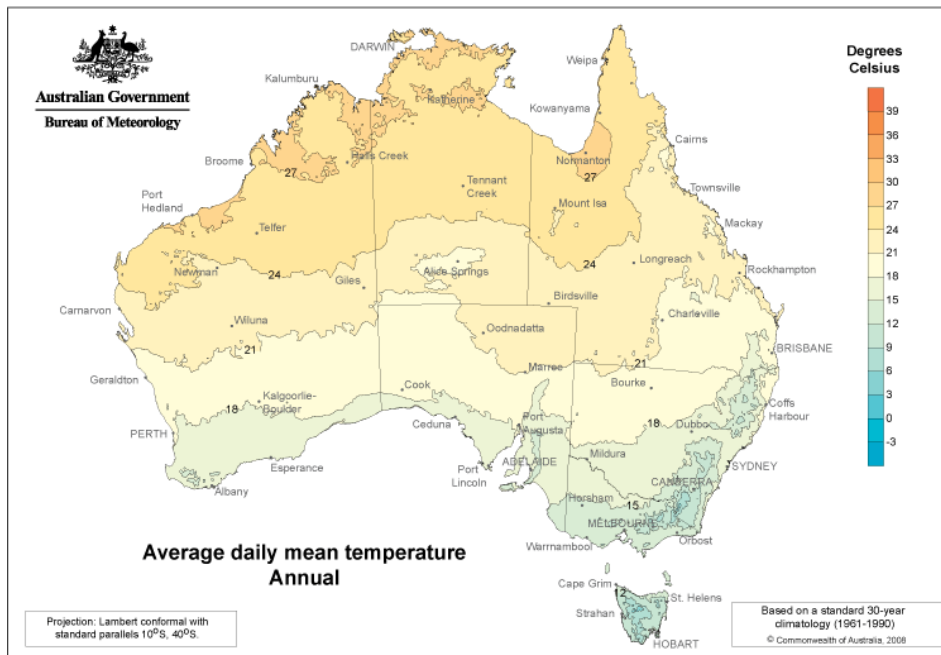 Australian Government
Bureau of Meteorology
Degrees
Celsius
39
36
33
30
27
24
21
18
15
12
9
6
3
0
-3
DARWIN
Weipa
Kalumburu
Katherine
Kowanyama
Cairns
Broome
Halls Creek
Normanton
27
27
Tennant
Creek
Townsville
Port
Hedland
Mount Isa
Mackay
Telfer
Newman
24
Alice Springs
24
Longreach
Rockhampton
Giles
Carnarvon
Birdsville
Wiluna
Charleville
Oodnadatta
21
21
BRISBANE
Geraldton
Marree
Cook
Bourke
Kalgoorlie-
Boulder
18
Coffs
Harbour
PERTH
Ceduna
Port
Augusta
18
Dubbo
Esperance
Port
Lincoln
ADELAIDE
Mildura
SYDNEY
Albany
CANBERRA
Horsham
15
MELBOURNE
Warrnambool
Orbost
Average daily mean temperature
Annual
Cape Grim
12
St. Helens
Strahan
HOBART
Projection: Lambert conformal with
standard parallels 10°S, 40°S.
Based on a standard 30-year
climatology (1961-1990)
© Commonwealth of Australia, 2008